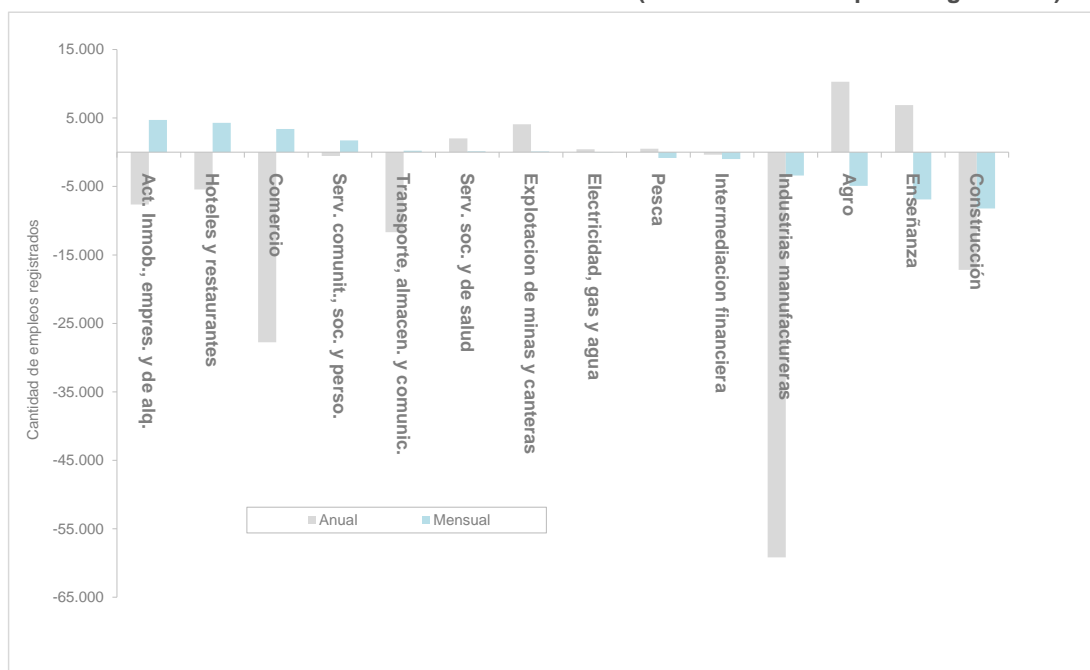 15.000
5.000
-5.000
-15.000
-25.000
-35.000
-45.000
-55.000
-65.000
Cantidad de empleos registrados
Act. Inmob., empres. y de alq.
Hoteles y restaurantes
Comercio
Serv. comunit., soc. y perso.
Transporte, almacen. y comunic.
Serv. soc. y de salud
Explotacion de minas y canteras
Electricidad, gas y agua
Pesca
Intermediacion financiera
Industrias manufactureras
Agro
Enseñanza
Construcción
Anual
Mensual